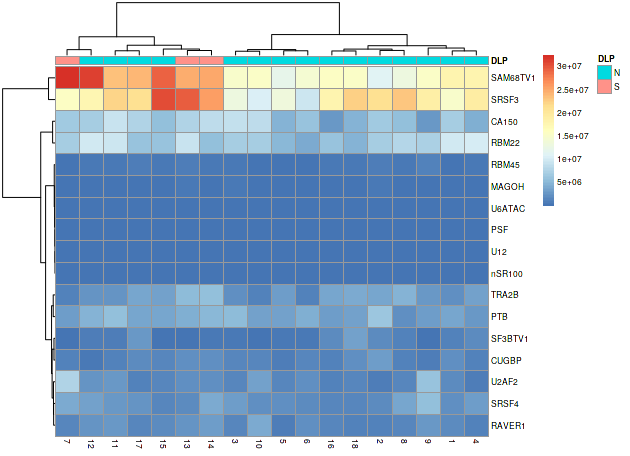 DLP
SAM68TV1
SRSF3
CA150
RBM22
RBM45
MAGOH
U6ATAC
PSF
U12
nSR100
TRA2B
PTB
SF3BTV1
CUGBP
U2AF2
SRSF4
RAVER1
7 12 11 17 15 13 14 3 10 5 6 16 18 2 8 9 1 4
3e+07
2.5e+07
2e+07
1.5e+07
1e+07
5e+06
DLP
N
S